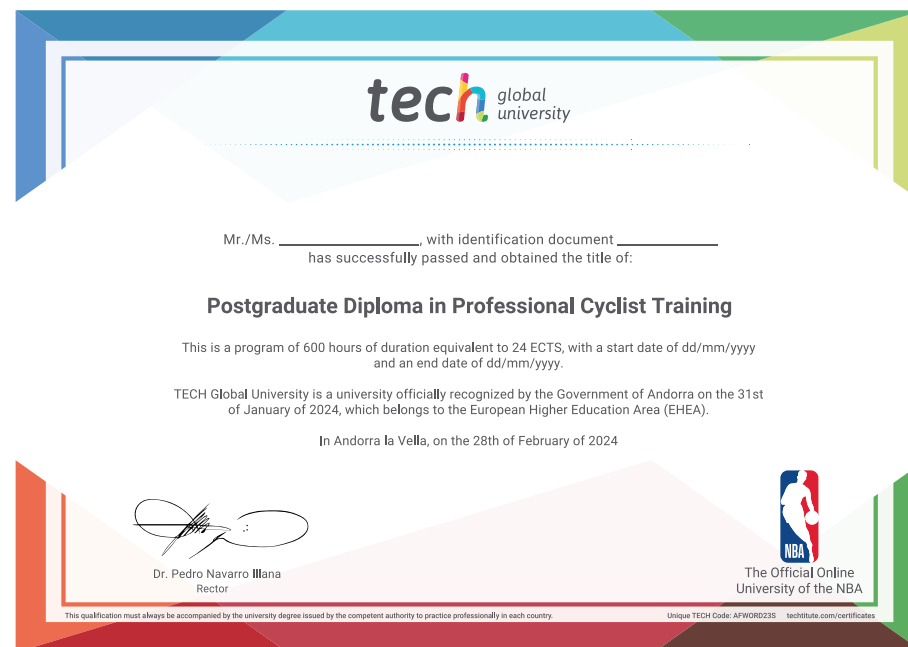 tech global university
Mr./Ms. ____________, with identification document ____________
has successfully passed and obtained the title of:
Postgraduate Diploma in Professional Cyclist Training
This is a program of 600 hours of duration equivalent to 24 ECTS, with a start date of dd/mm/yyyy
and an end date of dd/mm/yyyy.
TECH Global University is a university officially recognized by the Government of Andorra on the 31st
of January of 2024, which belongs to the European Higher Education Area (EHEA).
In Andorra la Vella, on the 28th of February of 2024
Dr. Pedro Navarro Illana
Rector
NBA
The Official Online
University of the NBA
This qualification must always be accompanied by the university degree issued by the competent authority to practice professionally in each country.
Unique TECH Code: AFWORD23S techtitute.com/certificates